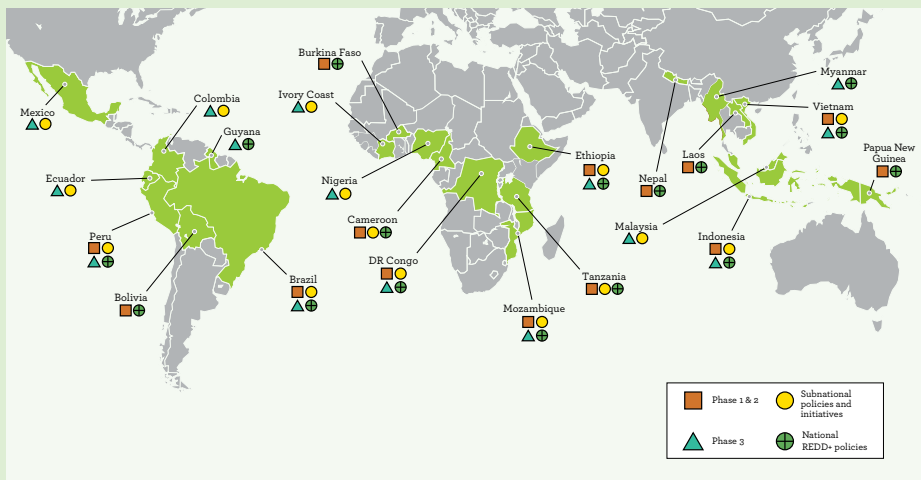 Burkina Faso
Myanmar
Mexico
Colombia
Ivory Coast
Vietnam
Guyana
Papua New
Guinea
Ethiopia
Laos
Ecuador
Nigeria
Nepal
Cameroon
Malaysia
Peru
Indonesia
DR Congo
Brazil
Tanzania
Bolivia
Mozambique
Phase 1 & 2
Subnational
policies and
initiatives
Phase 3
National
REDD+ policies